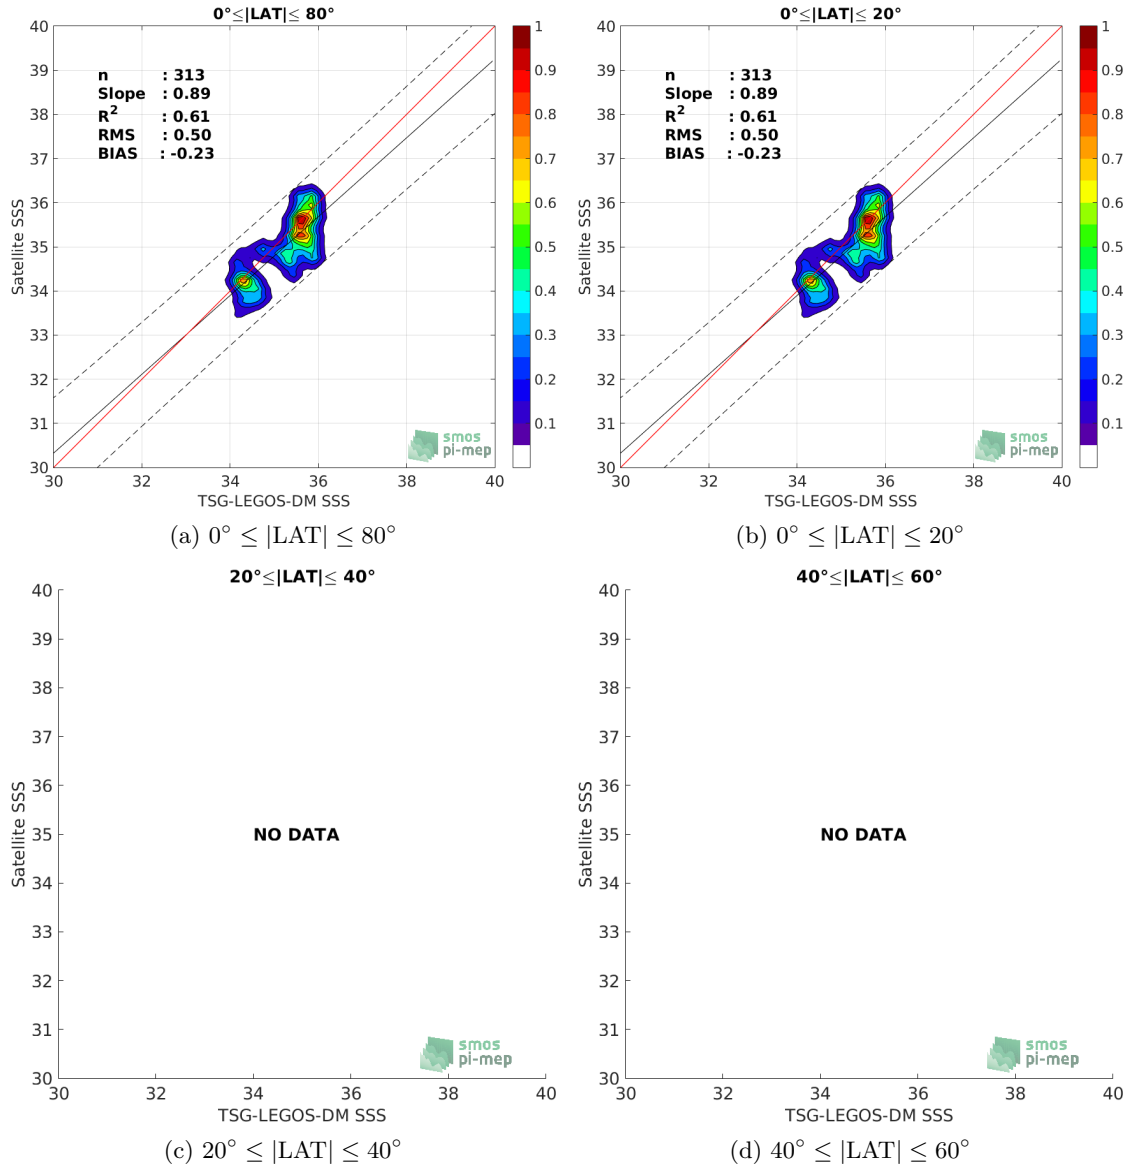 0°≤|LAT|≤ 80°
40
39
38
37
36
35
34
33
32
31
30
Satellite SSS
n : 313
Slope : 0.89
R² : 0.61
RMS : 0.50
BIAS : -0.23
smos
pi-mep
30 32 34 36 38 40
TSG-LEGOS-DM SSS
1
0.9
0.8
0.7
0.6
0.5
0.4
0.3
0.2
0.1
(a) 0° ≤ |LAT| ≤ 80°
0°≤|LAT|≤ 20°
40
39
38
37
36
35
34
33
32
31
30
Satellite SSS
n : 313
Slope : 0.89
R² : 0.61
RMS : 0.50
BIAS : -0.23
smos
pi-mep
30 32 34 36 38 40
TSG-LEGOS-DM SSS
1
0.9
0.8
0.7
0.6
0.5
0.4
0.3
0.2
0.1
(b) 0° ≤ |LAT| ≤ 20°
20°≤|LAT|≤ 40°
40
39
38
37
36
35
34
33
32
31
30
Satellite SSS
NO DATA
smos
pi-mep
30 32 34 36 38 40
TSG-LEGOS-DM SSS
(c) 20° ≤ |LAT| ≤ 40°
40°≤|LAT|≤ 60°
40
39
38
37
36
35
34
33
32
31
30
Satellite SSS
NO DATA
smos
pi-mep
30 32 34 36 38 40
TSG-LEGOS-DM SSS
(d) 40° ≤ |LAT| ≤ 60°